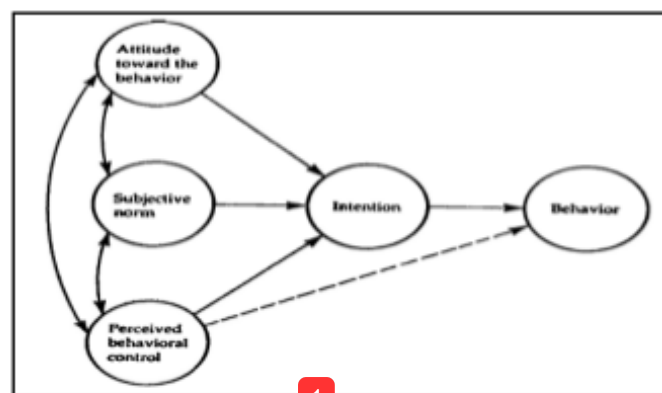 Attitude
toward the
behavior
Subjective
norm
Intention
Behavior
Perceived
behavioral
control